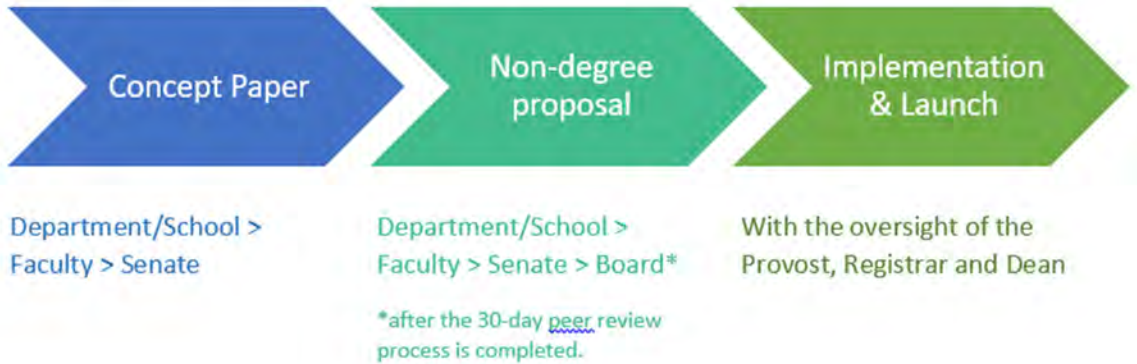 Concept Paper
Non-degree
proposal
Implementation
& Launch
Department/School >
Faculty > Senate
Department/School >
Faculty > Senate > Board*
*after the 30-day peer review
process is completed.
With the oversight of the
Provost, Registrar and Dean